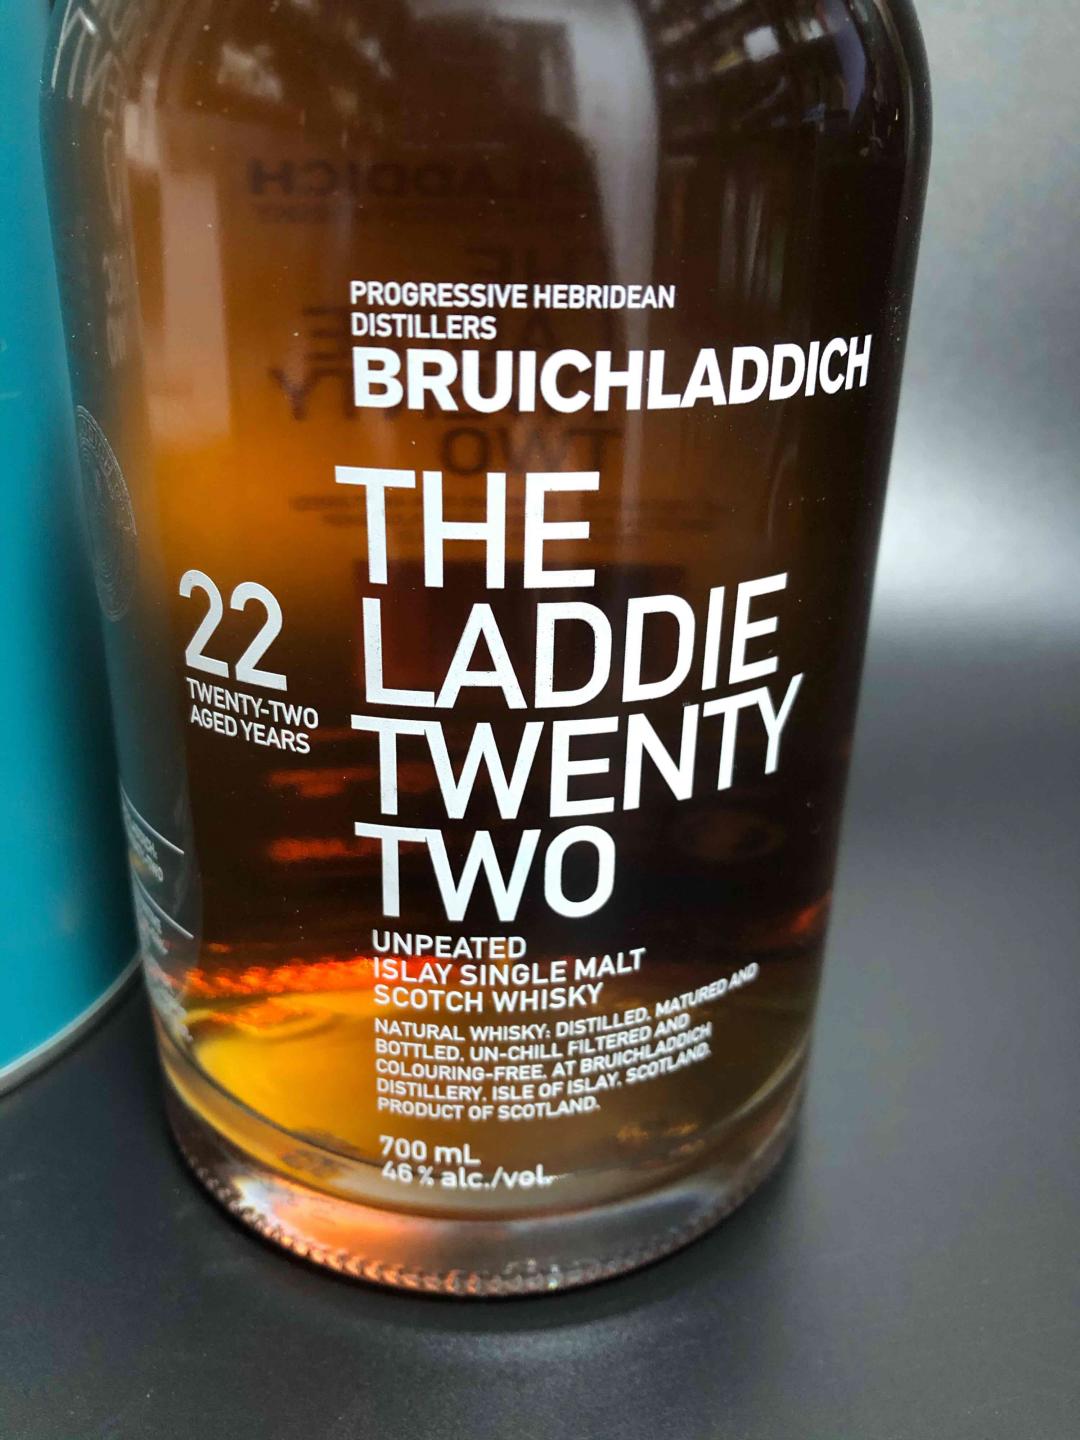 PROGRESSIVE HEBRIDEAN
DISTILLERS
BRUICHLADDICH
THE
LADDIE
TWENTY
TWO
22
TWENTY-TWO
AGED YEARS
UNPEATED
ISLAY SINGLE MALT
SCOTCH WHISKY
NATURAL WHISKY: DISTILLED, MATURED AND
BOTTLED, UN-CHILL FILTERED AND
COLOURING-FREE, AT BRUICHLADDICH
DISTILLERY, ISLE OF ISLAY, SCOTLAND.
PRODUCT OF SCOTLAND.
700 mL
46 % alc./vol.